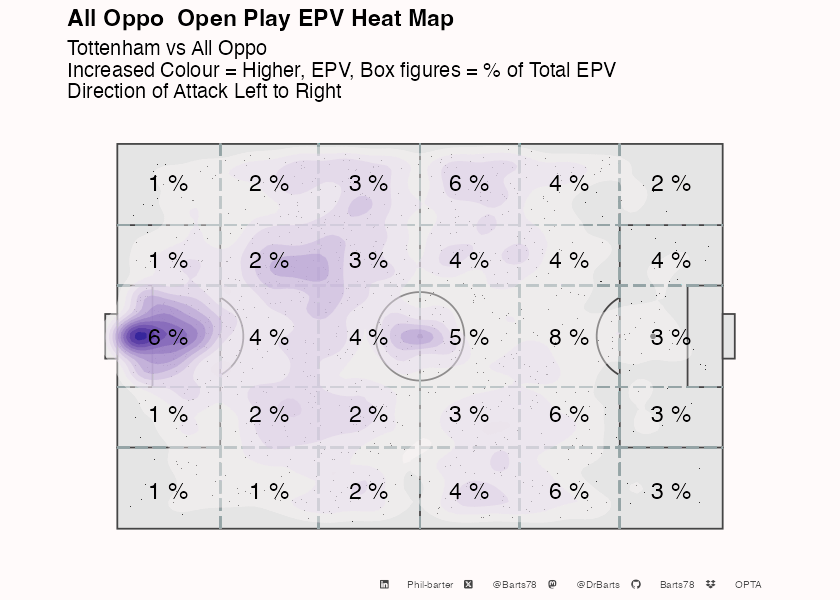 All Oppo  Open Play EPV Heat Map
Tottenham vs All Oppo
Increased Colour = Higher, EPV, Box figures = % of Total EPV
Direction of Attack Left to Right
1 % 2 % 3 % 6 % 4 % 2 %
1 % 2 % 3 % 4 % 4 % 4 %
6 % 4 % 4 % 5 % 8 % 3 %
1 % 2 % 2 % 3 % 6 % 3 %
1 % 1 % 2 % 4 % 6 % 3 %
Phil-barter @Barts78 @DrBarts Barts78 OPTA